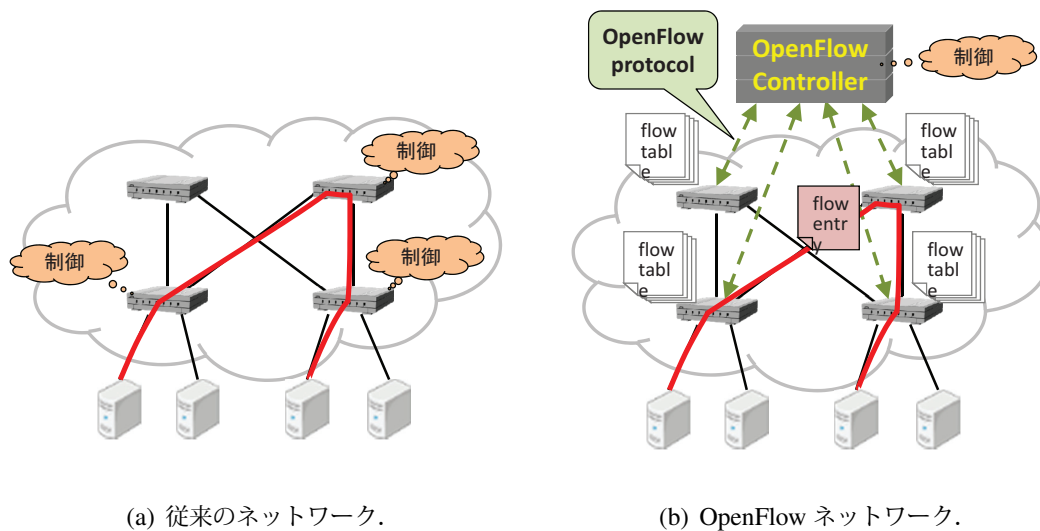 制御
制御
制御
(a) 従来のネットワーク.
OpenFlow
protocol
OpenFlow
Controller
制御
flow
tabl
e
flow
tabl
e
flow
entr
y
flow
tabl
e
flow
tabl
e
(b) OpenFlow ネットワーク.